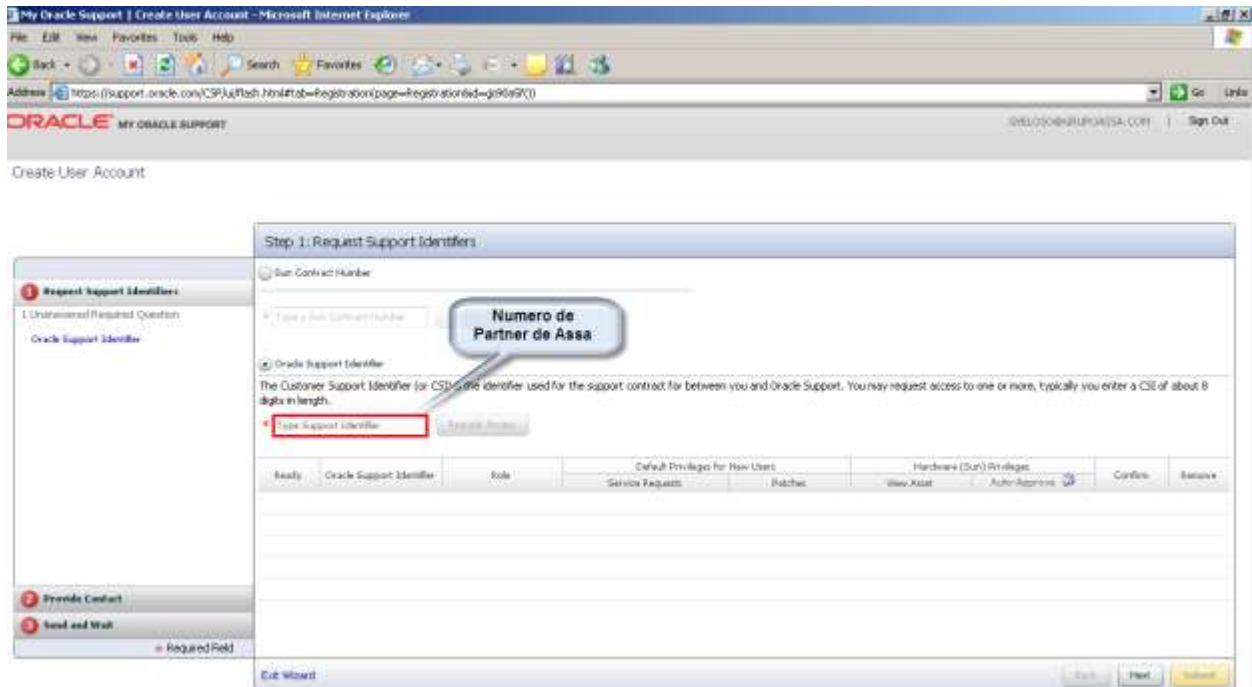 My Oracle Support | Create User Account - Microsoft Internet Explorer
File Edit View Favorites Tools Help
Back Search Favorites
Address Go Links
ORACLE MY ORACLE SUPPORT Sign Out
Create User Account
Step 1: Request Support Identifiers
Sun Contract Number
1 Request Support Identifiers
1 Unanswered Required Question
* Type a Sun Contract Number
Numero de
Partner de Assa
Oracle Support Identifier
Oracle Support Identifier
The Customer Support Identifier (or CSI) is the identifier used for the support contract for between you and Oracle Support. You may request access to one or more, typically you enter a CSI of about 8
digits in length.
* Type Support Identifier Request Access
Default Privileges for New Users Hardware (Sun) Privileges
Ready Oracle Support Identifier Role Service Requests Patches View Asset Auto-Approve Confirm Remove
2 Provide Contact
3 Send and Wait
* Required Field
Exit Wizard Back Next Submit